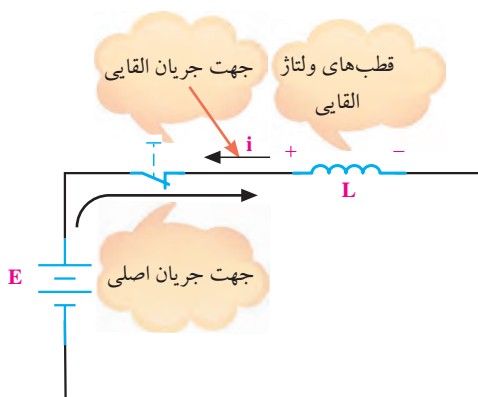 قطب‌های ولتاژ
القایی
جهت جریان القایی
i
+
−
L
جهت جریان اصلی
E